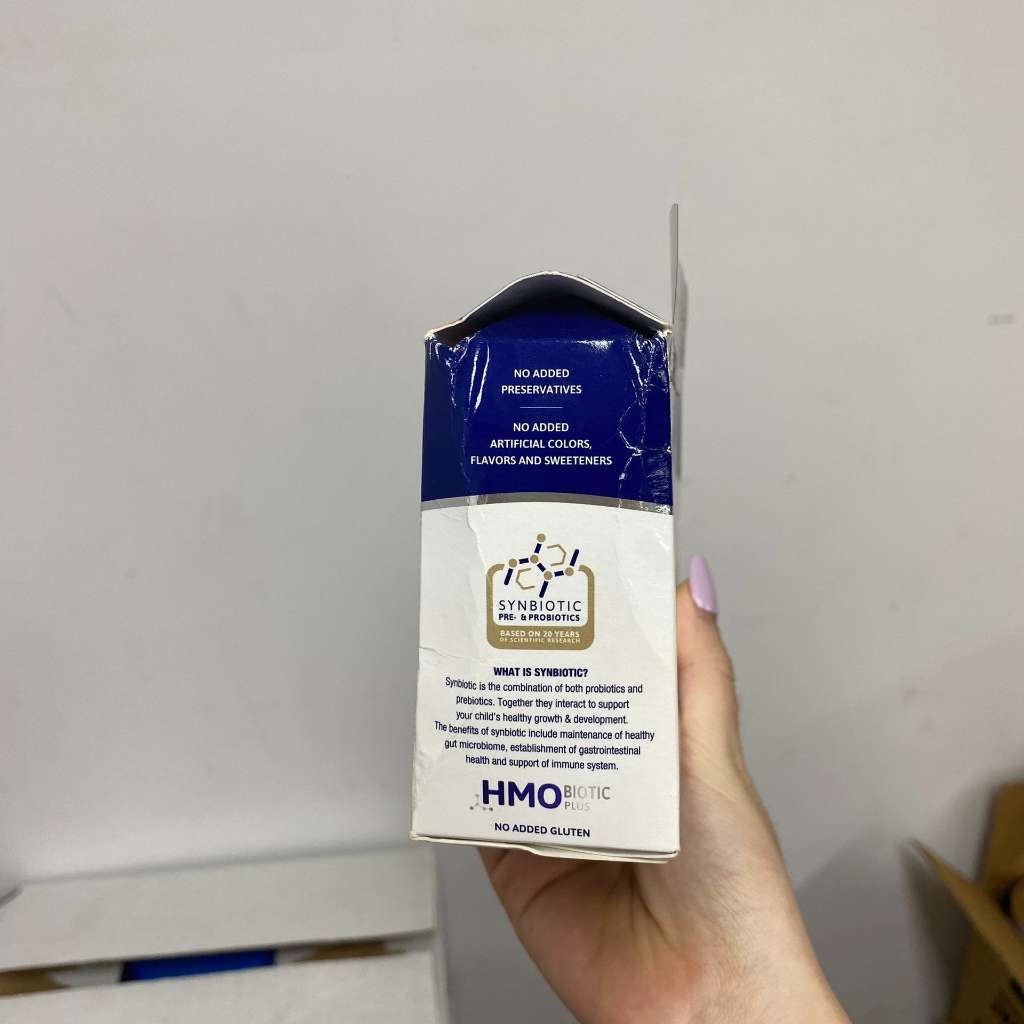 NO ADDED
PRESERVATIVES
NO ADDED
ARTIFICIAL COLORS,
FLAVORS AND SWEETENERS
SYNBIOTIC
PRE- & PROBIOTICS
BASED ON 20 YEARS
OF SCIENTIFIC RESEARCH
WHAT IS SYNBIOTIC?
Synbiotic is the combination of both probiotics and
prebiotics. Together they interact to support
your child's healthy growth & development.
The benefits of synbiotic include maintenance of healthy
gut microbiome, establishment of gastrointestinal
health and support of immune system.
HMO BIOTIC
PLUS
NO ADDED GLUTEN